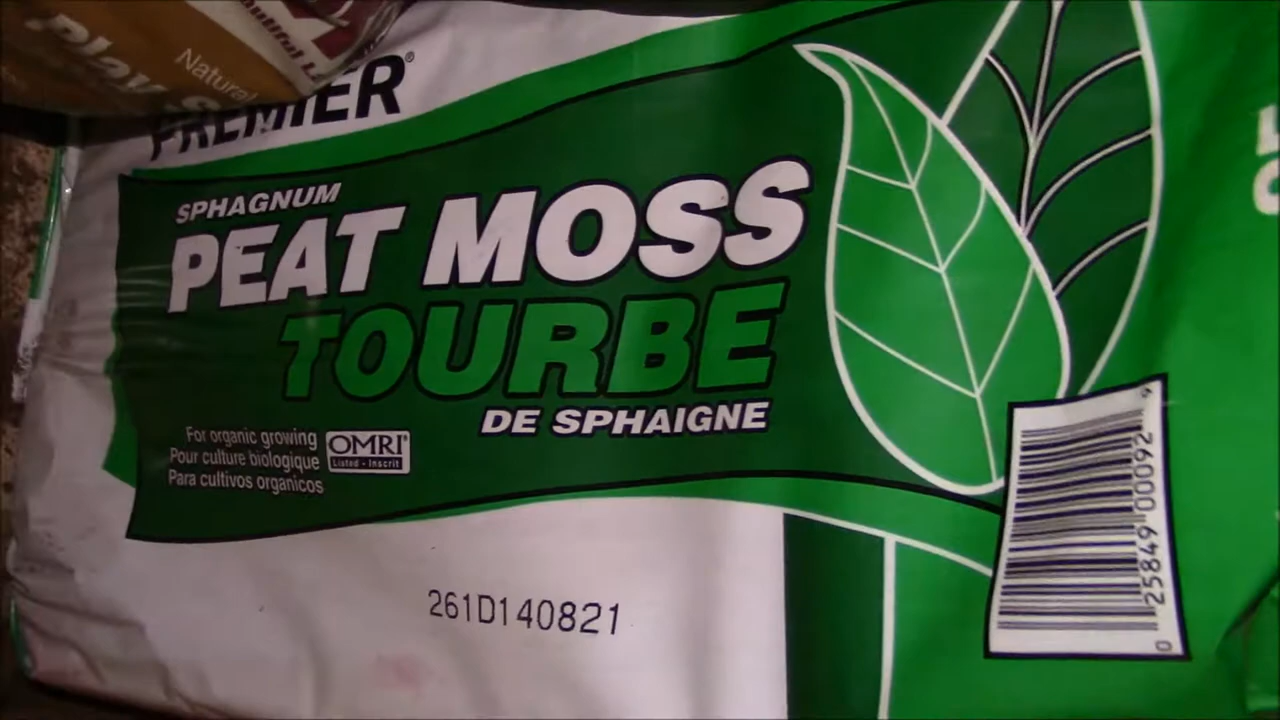 Natural
PREMIER®
SPHAGNUM
PEAT MOSS
TOURBE
DE SPHAIGNE
For organic growing
Pour culture biologique
Para cultivos organicos
OMRI®
Listed - Inscrit
261D140821
0 25849 00092 9